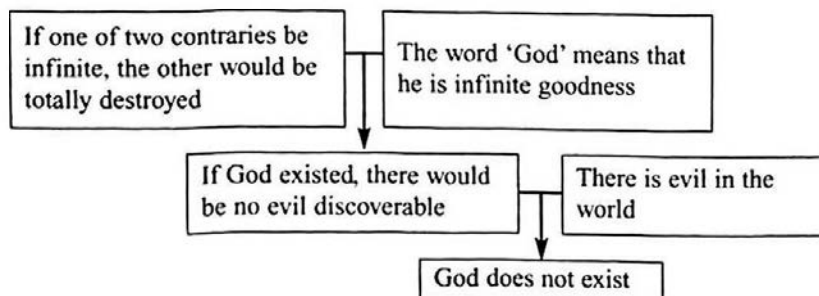 If one of two contraries be
infinite, the other would be
totally destroyed
The word ‘God’ means that
he is infinite goodness
If God existed, there would
be no evil discoverable
There is evil in the
world
God does not exist